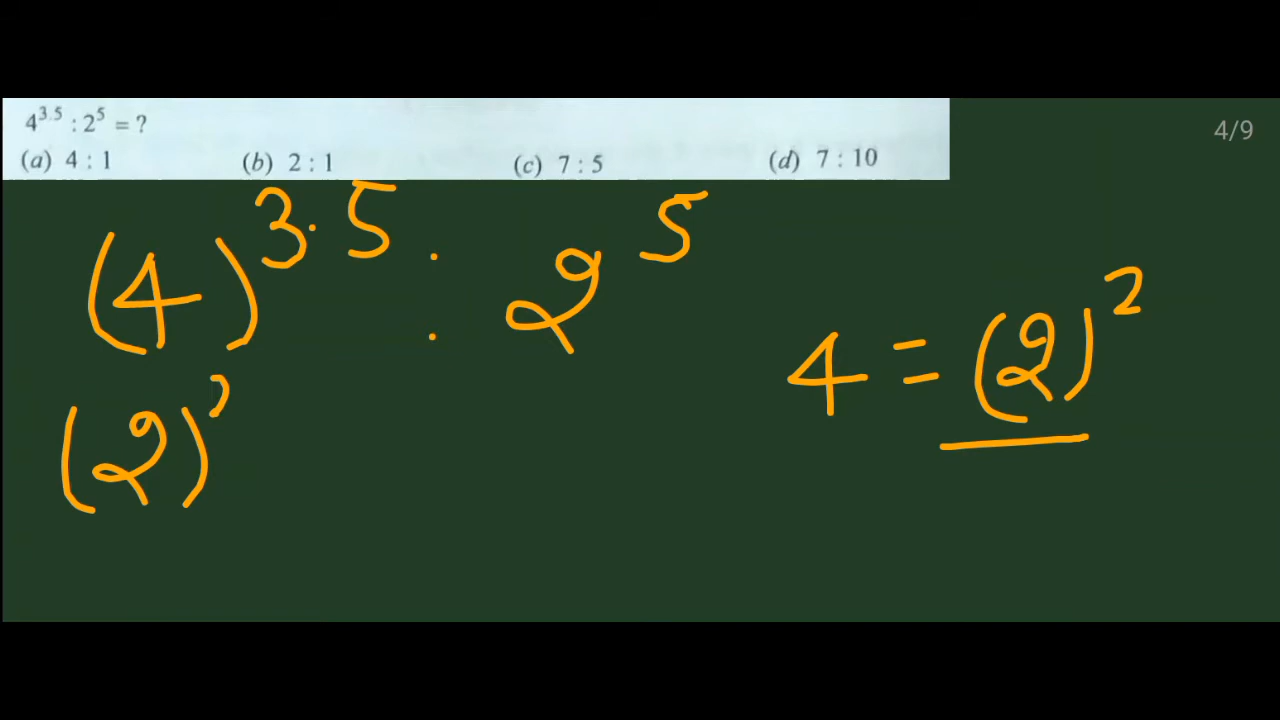 4^3.5 : 2^5 = ?
(a) 4 : 1 (b) 2 : 1 (c) 7 : 5 (d) 7 : 10
4/9
(4)^3.5 : 2^5
4 = (2)^2
(2)^